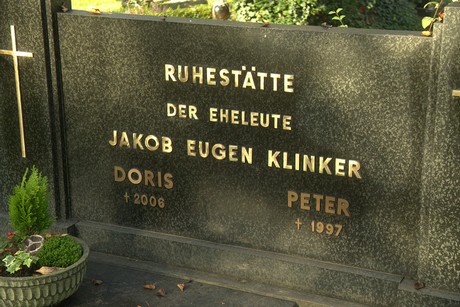 RUHESTÄTTE
DER EHELEUTE
JAKOB EUGEN KLINKER
DORIS
† 2006
PETER
† 1997